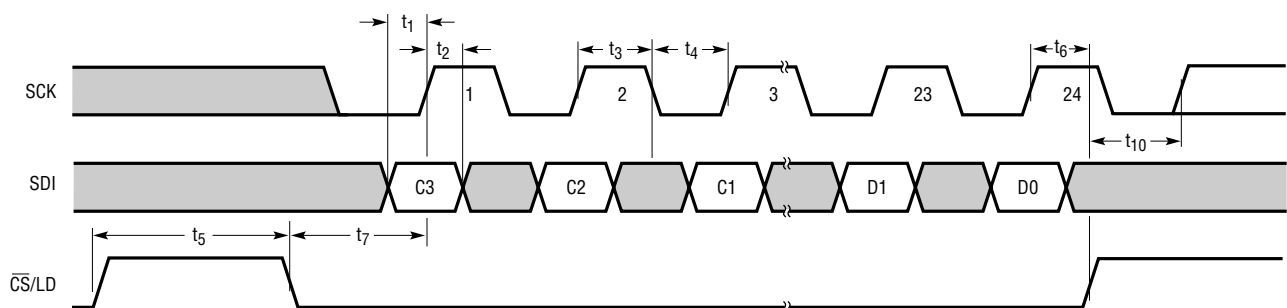 t1
t2 t3 t4 t6
SCK 1 2 3 23 24
t10
SDI C3 C2 C1 D1 D0
t5 t7
C̅S̅/LD